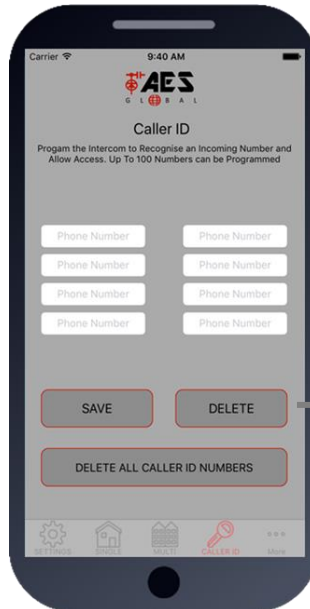 Carrier 9:40 AM
AES
GLOBAL
Caller ID
Progam the Intercom to Recognise an Incoming Number and
Allow Access. Up To 100 Numbers can be Programmed
Phone Number Phone Number
Phone Number Phone Number
Phone Number Phone Number
Phone Number Phone Number
SAVE DELETE
DELETE ALL CALLER ID NUMBERS
SETTINGS SINGLE MULTI CALLER ID More